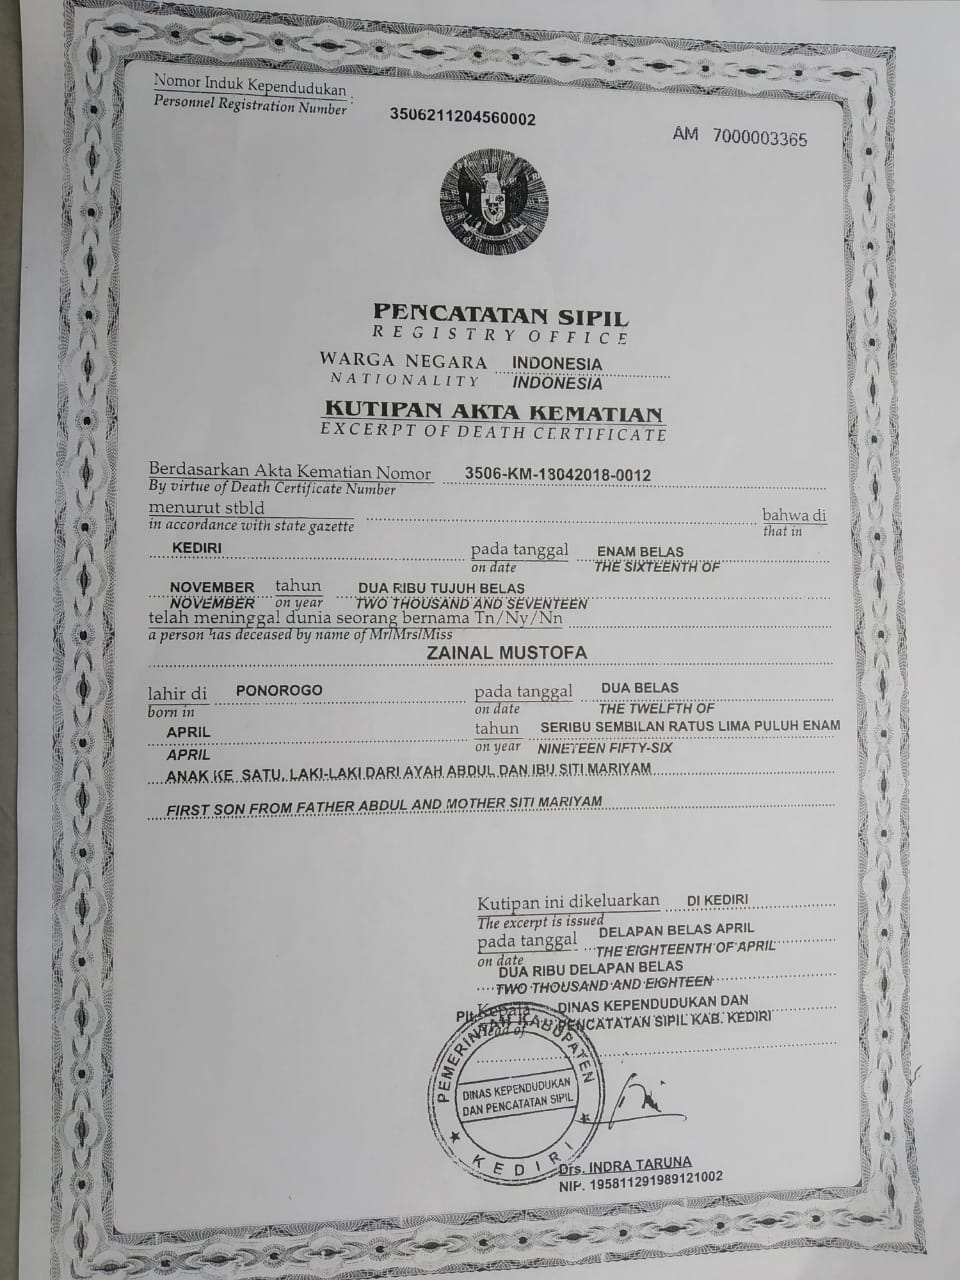 Nomor Induk Kependudukan :
Personnel Registration Number
3506211204560002
AM 7000003365
PENCATATAN SIPIL
REGISTRY OFFICE
WARGA NEGARA INDONESIA
NATIONALITY INDONESIA
KUTIPAN AKTA KEMATIAN
EXCERPT OF DEATH CERTIFICATE
Berdasarkan Akta Kematian Nomor 3506-KM-13042018-0012
By virtue of Death Certificate Number
menurut stbld bahwa di
in accordance with state gazette that in
KEDIRI pada tanggal ENAM BELAS
on date THE SIXTEENTH OF
NOVEMBER tahun DUA RIBU TUJUH BELAS
NOVEMBER on year TWO THOUSAND AND SEVENTEEN
telah meninggal dunia seorang bernama Tn/Ny/Nn
a person has deceased by name of Mr/Mrs/Miss
ZAINAL MUSTOFA
lahir di PONOROGO pada tanggal DUA BELAS
born in on date THE TWELFTH OF
APRIL tahun SERIBU SEMBILAN RATUS LIMA PULUH ENAM
APRIL on year NINETEEN FIFTY-SIX
ANAK KE SATU, LAKI-LAKI DARI AYAH ABDUL DAN IBU SITI MARIYAM
FIRST SON FROM FATHER ABDUL AND MOTHER SITI MARIYAM
Kutipan ini dikeluarkan DI KEDIRI
The excerpt is issued
pada tanggal DELAPAN BELAS APRIL
on date THE EIGHTEENTH OF APRIL
DUA RIBU DELAPAN BELAS
TWO THOUSAND AND EIGHTEEN
Plt. Kepala DINAS KEPENDUDUKAN DAN
Head of PENCATATAN SIPIL KAB. KEDIRI
PEMERINTAH KABUPATEN
DINAS KEPENDUDUKAN
DAN PENCATATAN SIPIL
KEDIRI
Drs. INDRA TARUNA
NIP. 195811291989121002